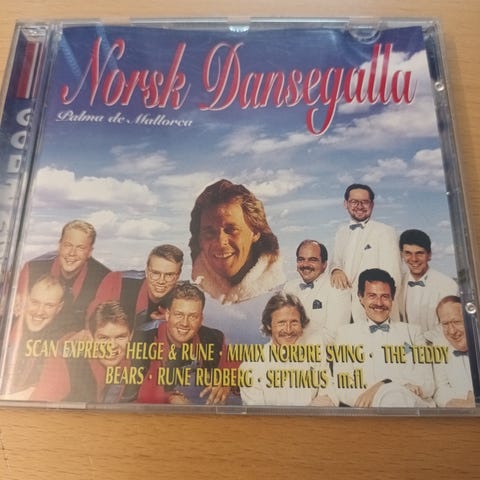 Norsk Dansegalla
Palma de Mallorca
SCAN EXPRESS · HELGE & RUNE · MIMIX NORDRE SVING · THE TEDDY
BEARS · RUNE RUDBERG · SEPTIMUS m.fl.